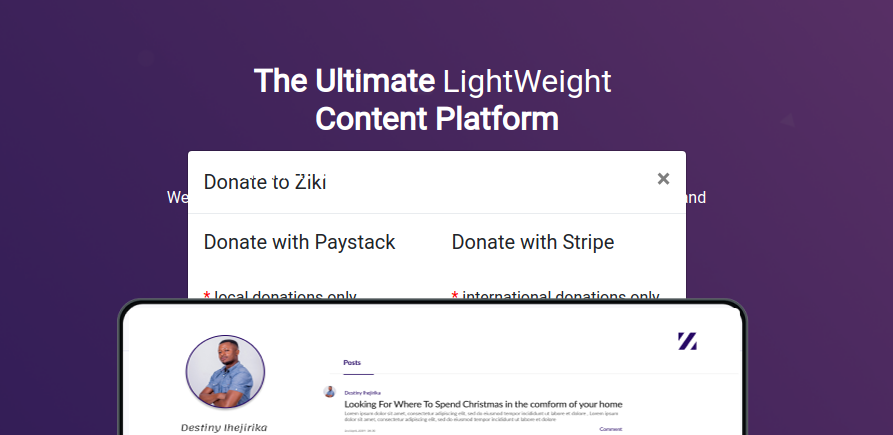 The Ultimate LightWeight
Content Platform
Donate to Ziki ×
We and
Donate with Paystack Donate with Stripe
* local donations only * international donations only
Posts
Destiny Ihejirika
Looking For Where To Spend Christmas in the comform of your home
Lorem ipsum dolor sit amet, consectetur adipiscing elit, sed do eiusmod tempor incididunt ut labore et dolore . Lorem ipsum
dolor sit amet, consectetur adipiscing elit, sed do eiusmod tempor incididunt ut labore et dolore
Comment
Destiny Ihejirika